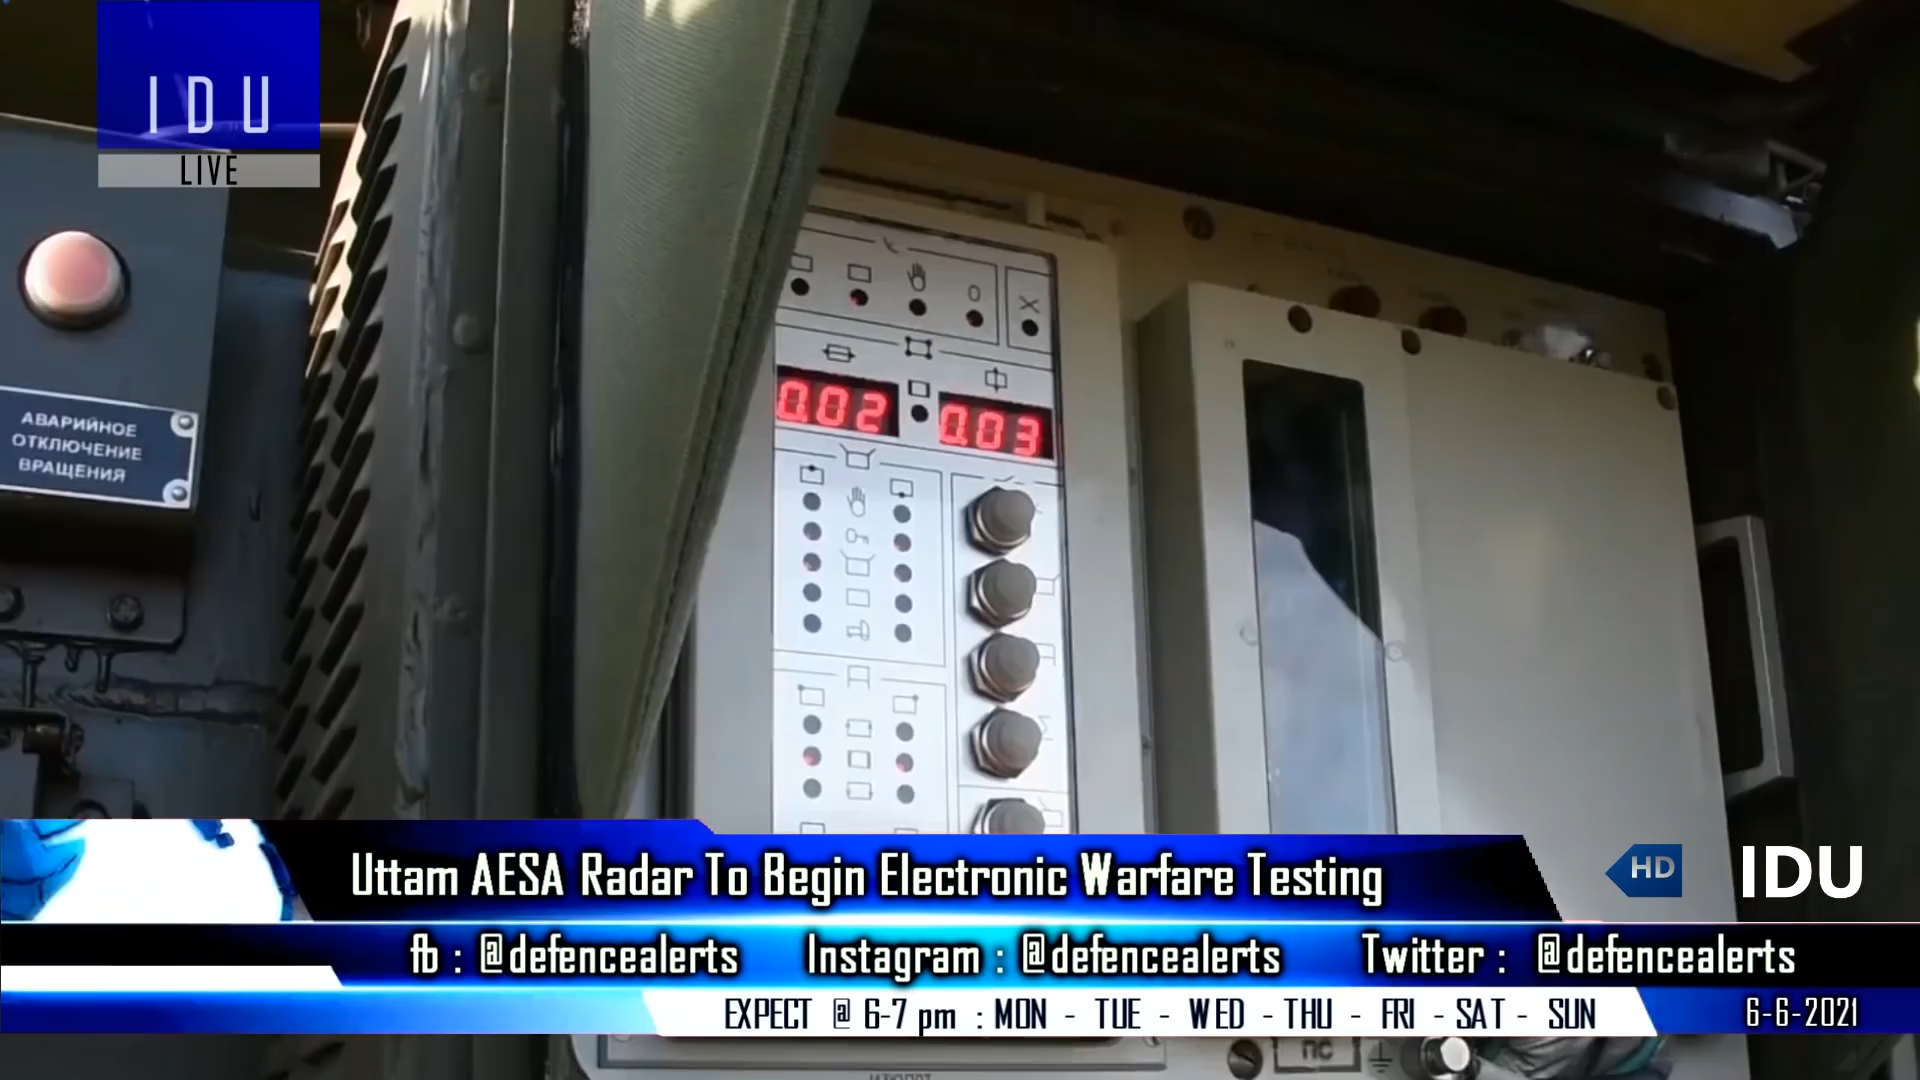 IDU
LIVE
АВАРИЙНОЕ
ОТКЛЮЧЕНИЕ
ВРАЩЕНИЯ
0
0.02
0.03
Uttam AESA Radar To Begin Electronic Warfare Testing
HD
IDU
fb : @defencealerts Instagram : @defencealerts Twitter : @defencealerts
EXPECT @ 6-7 pm : MON - TUE - WED - THU - FRI - SAT - SUN
6-6-2021
ПС